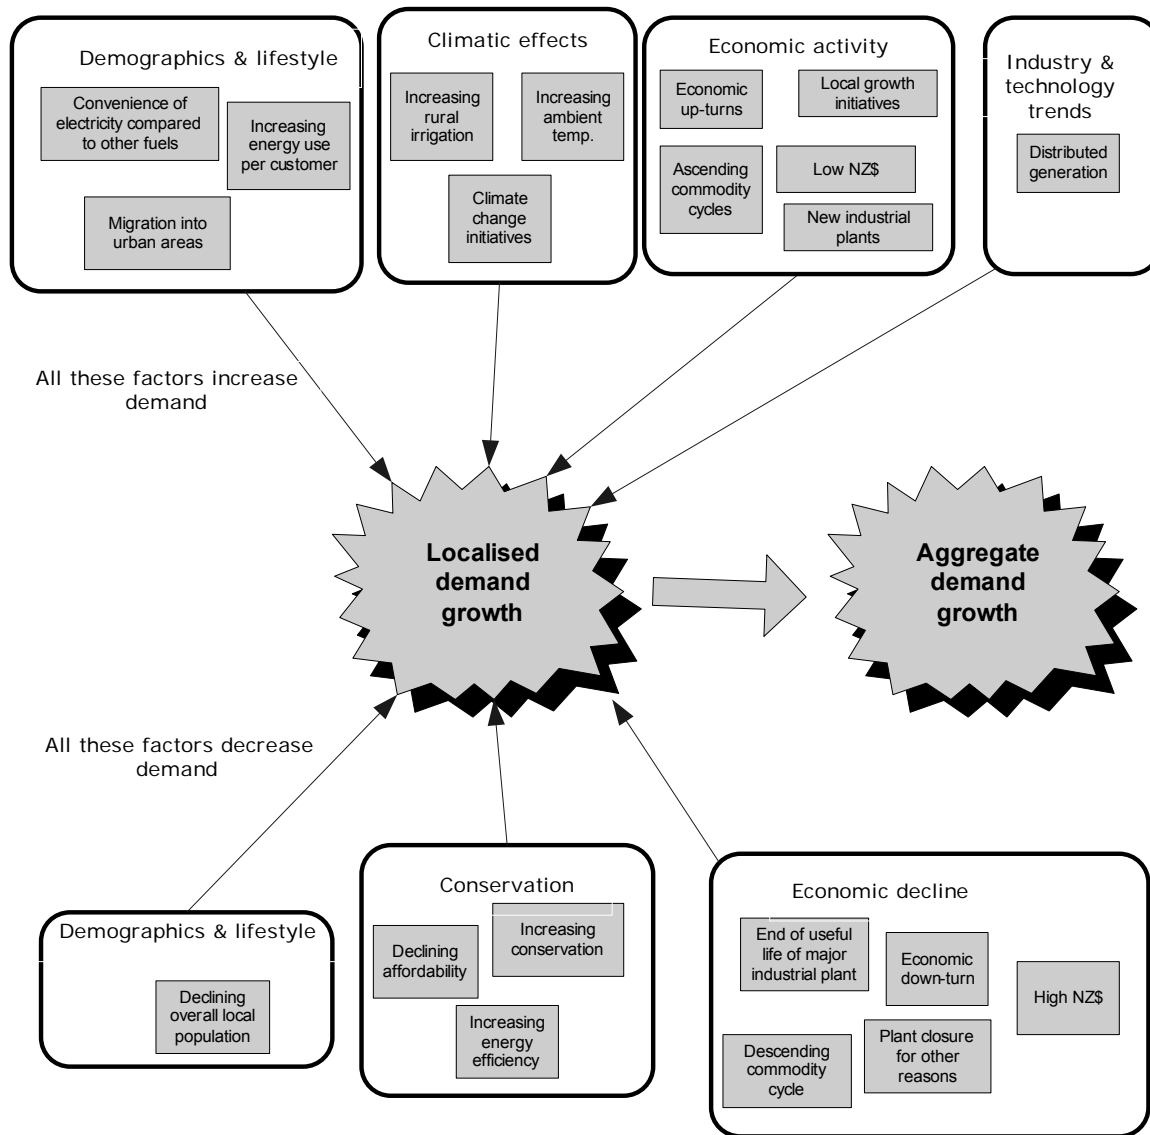 Demographics & lifestyle
Convenience of
electricity compared
to other fuels
Increasing
energy use
per customer
Migration into
urban areas
Climatic effects
Increasing
rural
irrigation
Increasing
ambient
temp.
Climate
change
initiatives
Economic activity
Economic
up-turns
Local growth
initiatives
Ascending
commodity
cycles
Low NZ$
New industrial
plants
Industry &
technology
trends
Distributed
generation
All these factors increase
demand
Localised
demand
growth
Aggregate
demand
growth
All these factors decrease
demand
Demographics & lifestyle
Declining
overall local
population
Conservation
Declining
affordability
Increasing
conservation
Increasing
energy
efficiency
Economic decline
End of useful
life of major
industrial plant
Economic
down-turn
High NZ$
Descending
commodity
cycle
Plant closure
for other
reasons